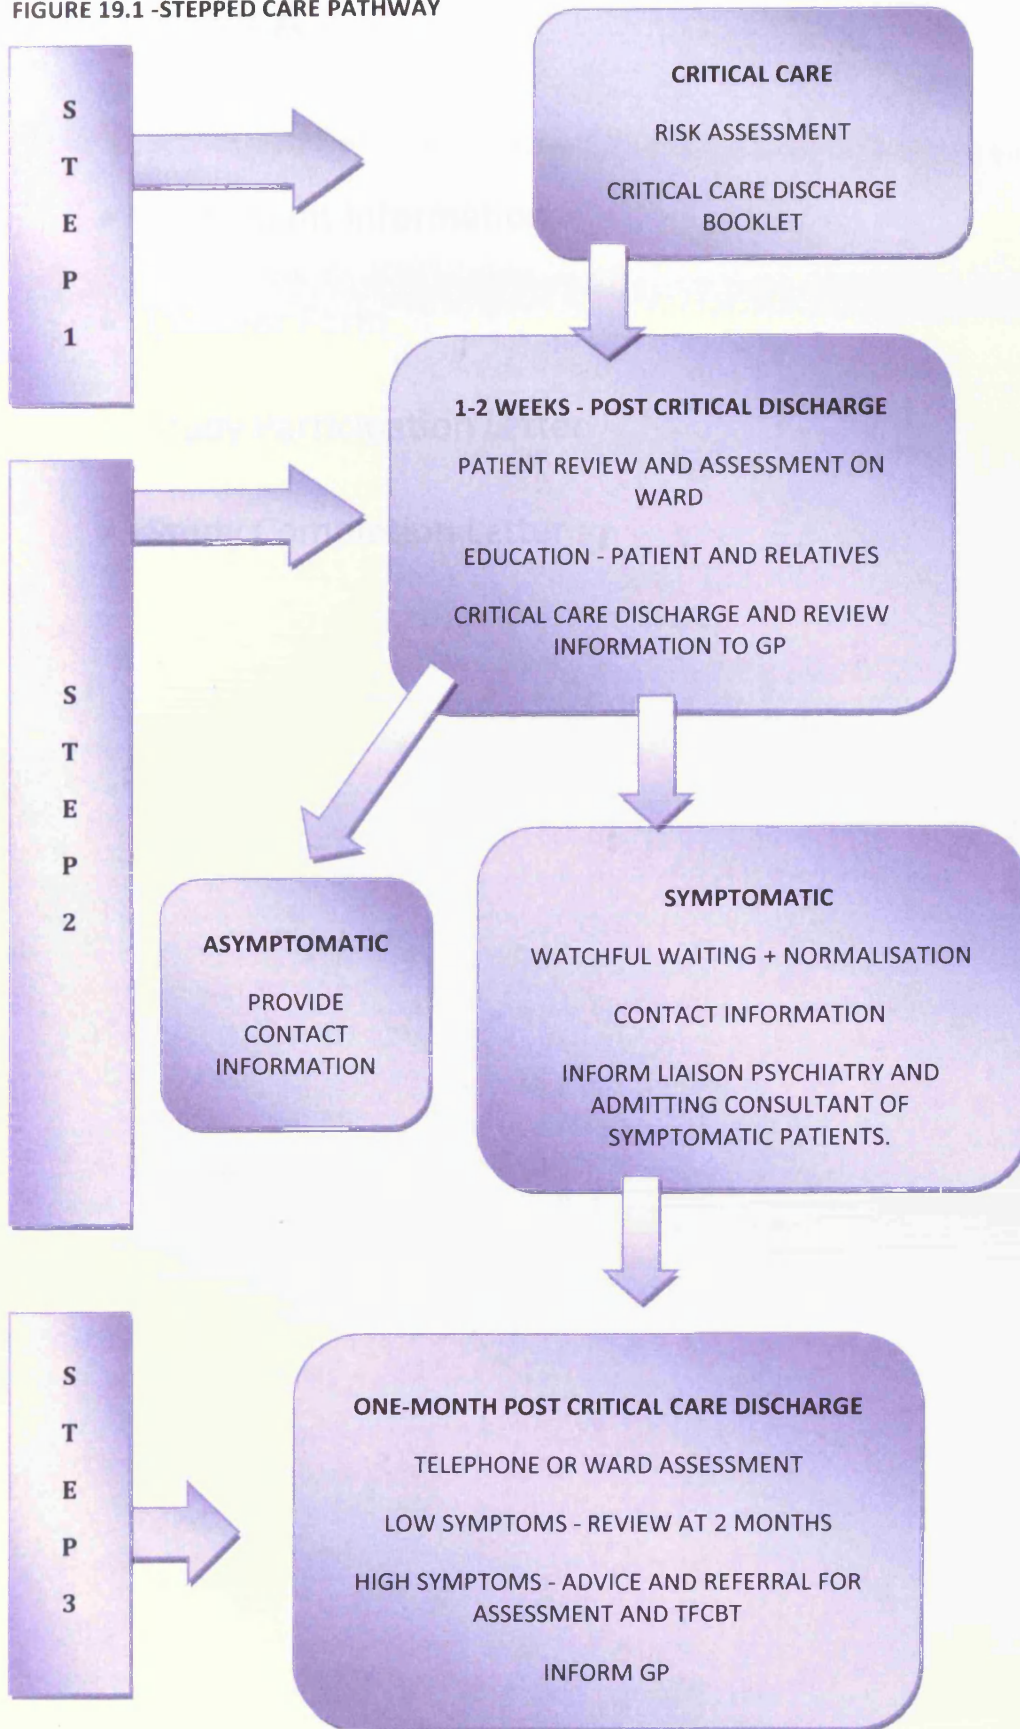 FIGURE 19.1 -STEPPED CARE PATHWAY
S
T
E
P
1
CRITICAL CARE
RISK ASSESSMENT
CRITICAL CARE DISCHARGE
BOOKLET
1-2 WEEKS - POST CRITICAL DISCHARGE
PATIENT REVIEW AND ASSESSMENT ON
WARD
EDUCATION - PATIENT AND RELATIVES
CRITICAL CARE DISCHARGE AND REVIEW
INFORMATION TO GP
S
T
E
P
2
ASYMPTOMATIC
PROVIDE
CONTACT
INFORMATION
SYMPTOMATIC
WATCHFUL WAITING + NORMALISATION
CONTACT INFORMATION
INFORM LIAISON PSYCHIATRY AND
ADMITTING CONSULTANT OF
SYMPTOMATIC PATIENTS.
S
T
E
P
3
ONE-MONTH POST CRITICAL CARE DISCHARGE
TELEPHONE OR WARD ASSESSMENT
LOW SYMPTOMS - REVIEW AT 2 MONTHS
HIGH SYMPTOMS - ADVICE AND REFERRAL FOR
ASSESSMENT AND TFCBT
INFORM GP